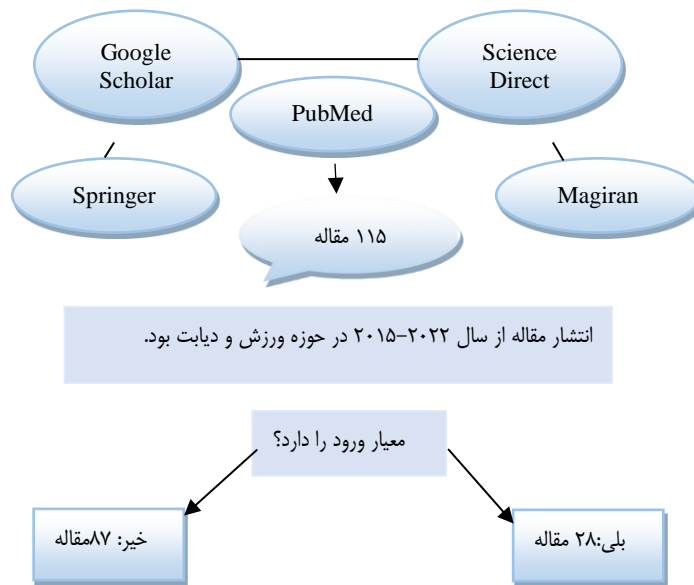 Google
Scholar
Science
Direct
PubMed
Springer
Magiran
۱۱۵ مقاله
انتشار مقاله از سال ۲۰۲۲-۲۰۱۵ در حوزه ورزش و دیابت بود.
معیار ورود را دارد؟
خیر: ۸۷مقاله
بلی:۲۸ مقاله